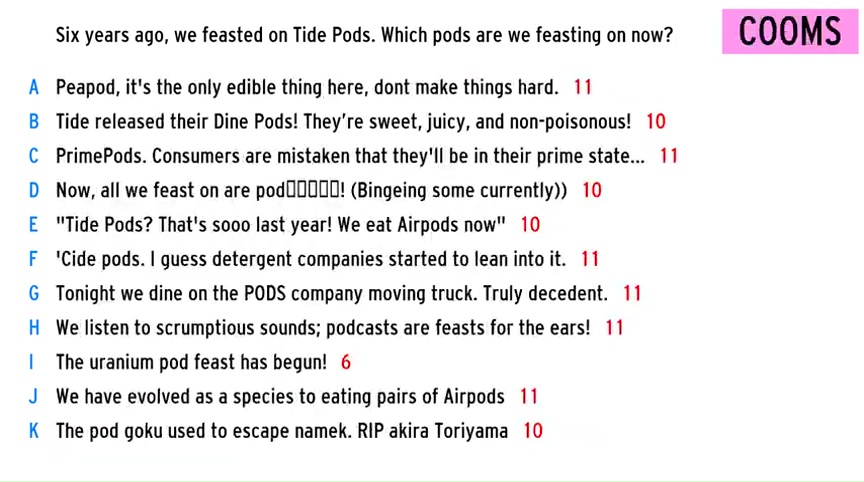 Six years ago, we feasted on Tide Pods. Which pods are we feasting on now?
COOMS
A Peapod, it's the only edible thing here, dont make things hard. 11
B Tide released their Dine Pods! They're sweet, juicy, and non-poisonous! 10
C PrimePods. Consumers are mistaken that they'll be in their prime state... 11
D Now, all we feast on are pod▯▯▯▯▯! (Bingeing some currently)) 10
E "Tide Pods? That's sooo last year! We eat Airpods now" 10
F 'Cide pods. I guess detergent companies started to lean into it. 11
G Tonight we dine on the PODS company moving truck. Truly decedent. 11
H We listen to scrumptious sounds; podcasts are feasts for the ears! 11
I The uranium pod feast has begun! 6
J We have evolved as a species to eating pairs of Airpods 11
K The pod goku used to escape namek. RIP akira Toriyama 10